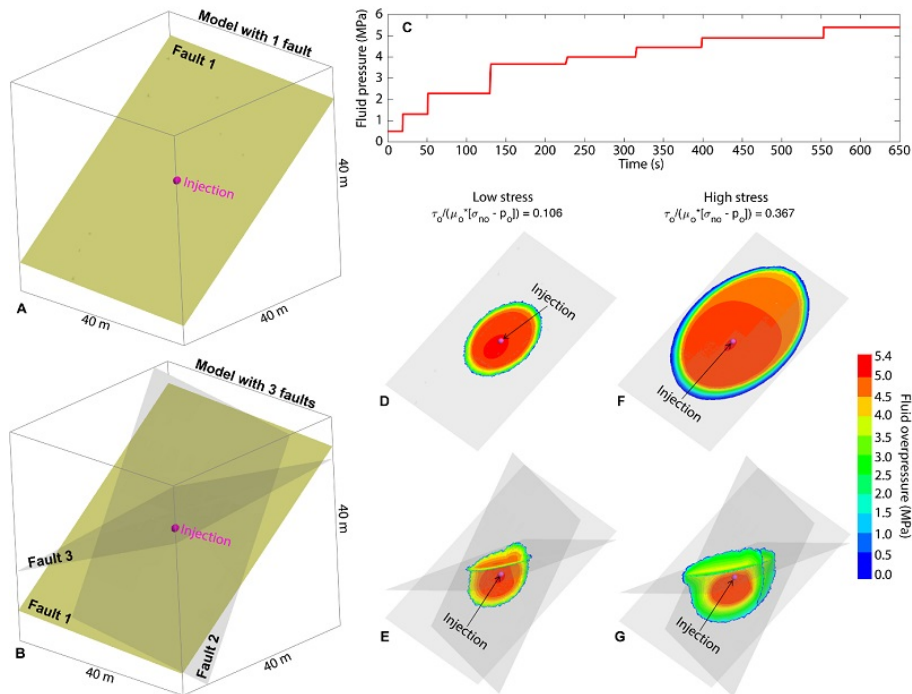 Model with 1 fault
Fault 1
Injection
40 m
A
40 m
40 m
Model with 3 faults
Injection
40 m
Fault 3
Fault 1
Fault 2
B
40 m
40 m
C
Fluid pressure (MPa)
6
5
4
3
2
1
0
0 50 100 150 200 250 300 350 400 450 500 550 600 650
Time (s)
Low stress
τo/(μo*[σno - po]) = 0.106
High stress
τo/(μo*[σno - po]) = 0.367
Injection
D
Injection
F
Injection
E
Injection
G
5.4
5.0
4.5
4.0
3.5
3.0
2.5
2.0
1.5
1.0
0.5
0.0
Fluid overpressure (MPa)